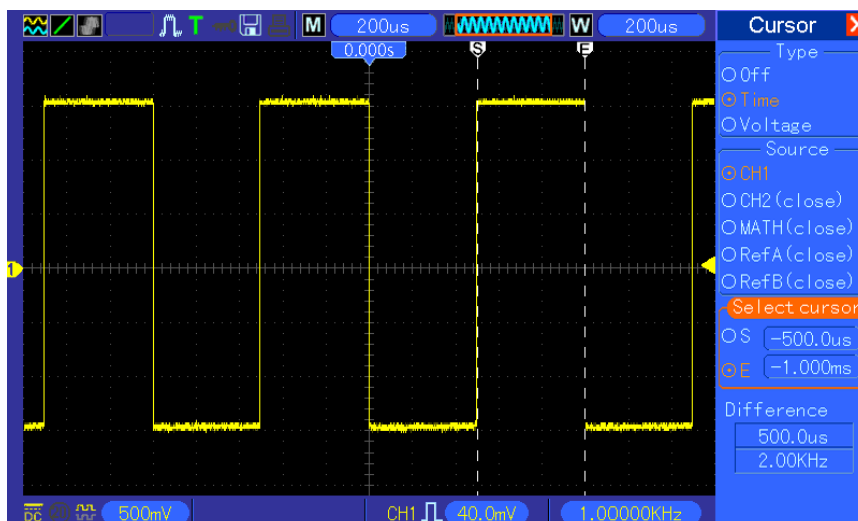 T M 200us W 200us Cursor X
0.000s S E
Type
Off
Time
Voltage
Source
CH1
CH2(close)
MATH(close)
RefA(close)
RefB(close)
1
Select cursor
S -500.0us
E -1.000ms
Difference
500.0us
2.00KHz
DC 500mV CH1 40.0mV 1.00000KHz